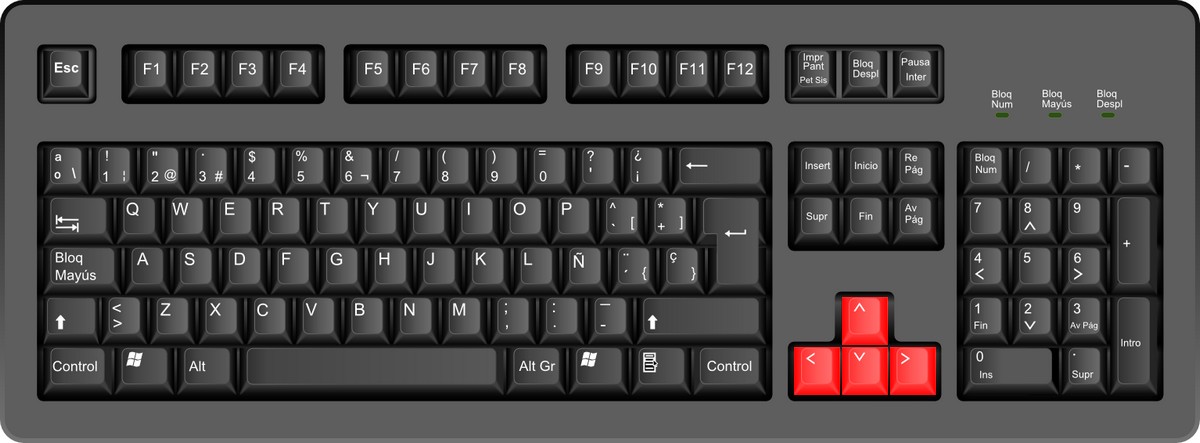 Esc F1 F2 F3 F4 F5 F6 F7 F8 F9 F10 F11 F12
Impr
Pant
Pet Sis
Bloq
Despl
Pausa
Inter
Bloq
Num
Bloq
Mayús
Bloq
Despl
a ! " · $ % & / ( ) = ? ¿
o \ 1 ¦ 2 @ 3 # 4 5 6 ¬ 7 8 9 0 ' ¡ ←
Insert Inicio
Re
Pág
Bloq
Num
/ * -
Q W E R T Y U I O P ^ *
` [ + ]
Supr Fin
Av
Pág
7 8 9 +
Bloq
Mayús
A S D F G H J K L Ñ ¨ ç
´ { }
4 5 6
< >
< Z X C V B N M ; : _
> , . -
1 2 3
Fin Av Pág
Intro
Control Alt Alt Gr Control
0 .
Ins Supr